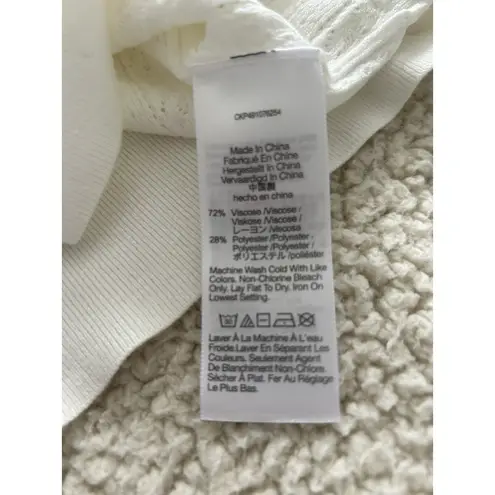 CKP491076264
Made In China
Fabriqué En Chine
Hergestellt In China
Vervaardigd In China
中国製
hecho en china
72% Viscose /Viscose /
Viskose /Viscose /
レーヨン /Viscosa
28% Polyester /Polyester /
Polyester /Polyester /
ポリエステル /poliéster
Machine Wash Cold With Like
Colors. Non-Chlorine Bleach
Only. Lay Flat To Dry. Iron On
Lowest Setting.
Laver À La Machine À L'eau
Froide.Laver En Séparant Les
Couleurs. Seulement Agent
De Blanchiment Non-Chlore.
Sécher À Plat. Fer Au Réglage
Le Plus Bas.